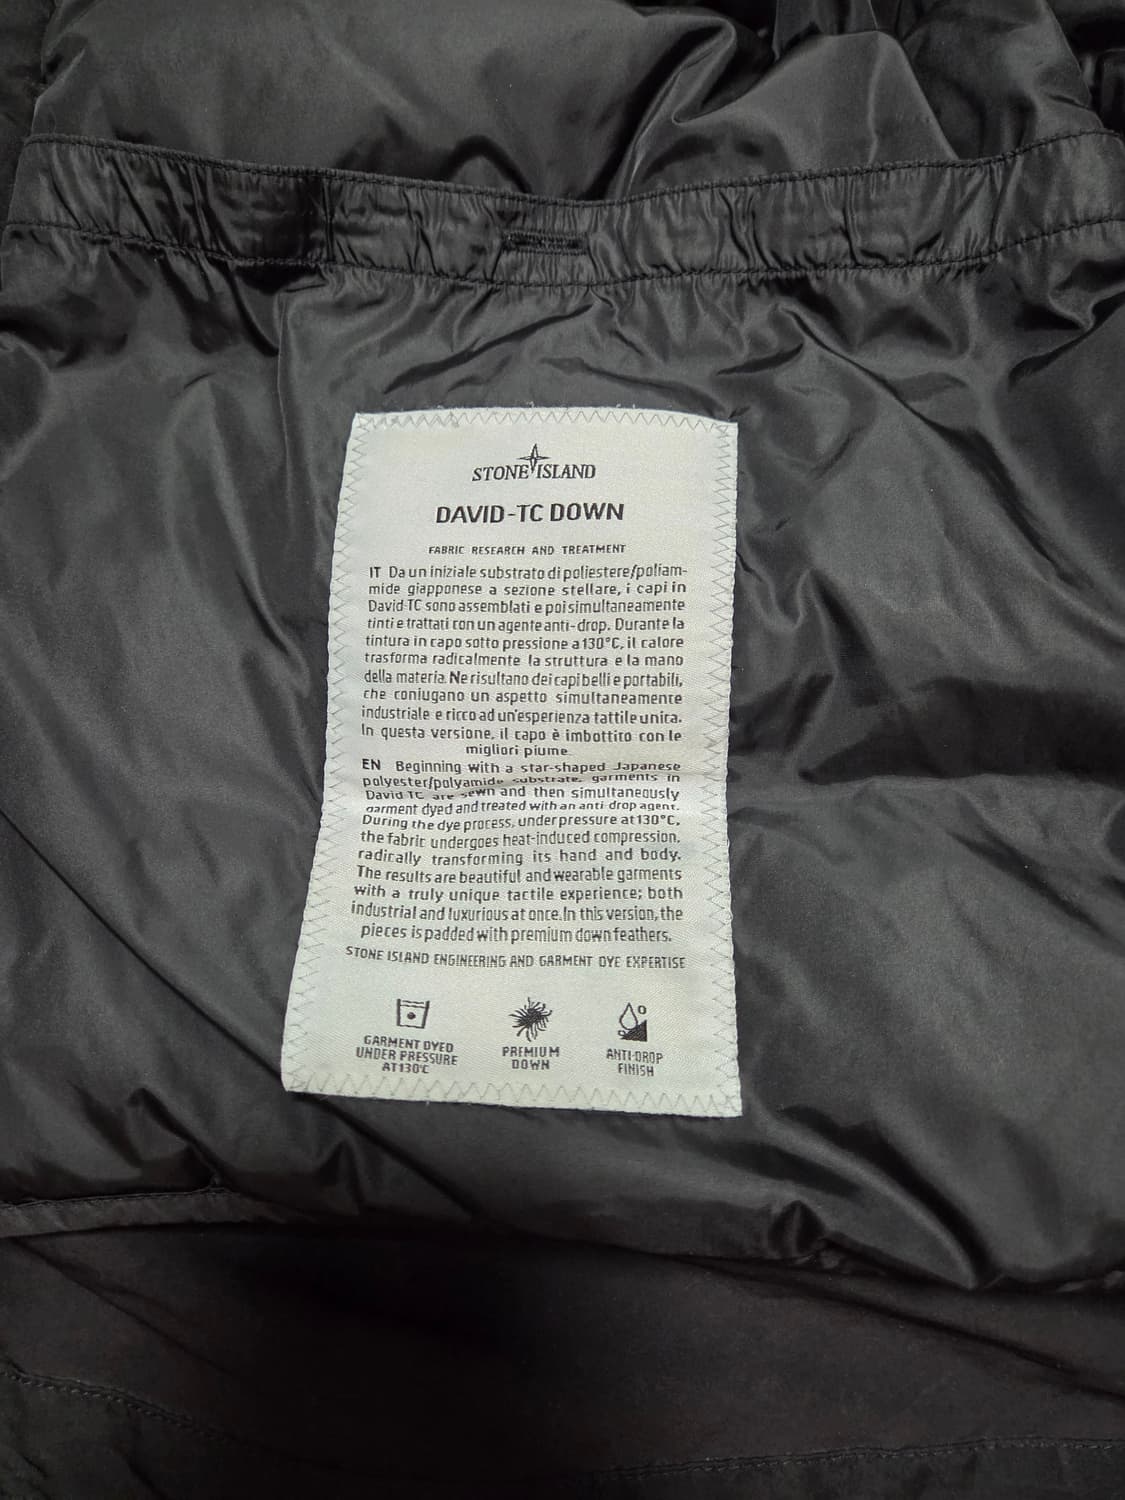 STONE ISLAND
DAVID-TC DOWN
FABRIC RESEARCH AND TREATMENT
IT Da un iniziale substrato di poliestere/poliam-
mide giapponese a sezione stellare, i capi in
David-TC sono assemblati e poi simultaneamente
tinti e trattati con un agente anti-drop. Durante la
tintura in capo sotto pressione a 130°C, il calore
trasforma radicalmente la struttura e la mano
della materia. Ne risultano dei capi belli e portabili,
che coniugano un aspetto simultaneamente
industriale e ricco ad un'esperienza tattile unica.
In questa versione, il capo è imbottito con le
migliori piume.
EN Beginning with a star-shaped Japanese
polyester/polyamide substrate, garments in
David TC are sewn and then simultaneously
garment dyed and treated with an anti drop agent.
During the dye process, under pressure at 130°C,
the fabric undergoes heat-induced compression,
radically transforming its hand and body.
The results are beautiful and wearable garments
with a truly unique tactile experience; both
industrial and luxurious at once. In this version, the
pieces is padded with premium down feathers.
STONE ISLAND ENGINEERING AND GARMENT DYE EXPERTISE
GARMENT DYED
UNDER PRESSURE
AT 130°C
PREMIUM
DOWN
ANTI-DROP
FINISH